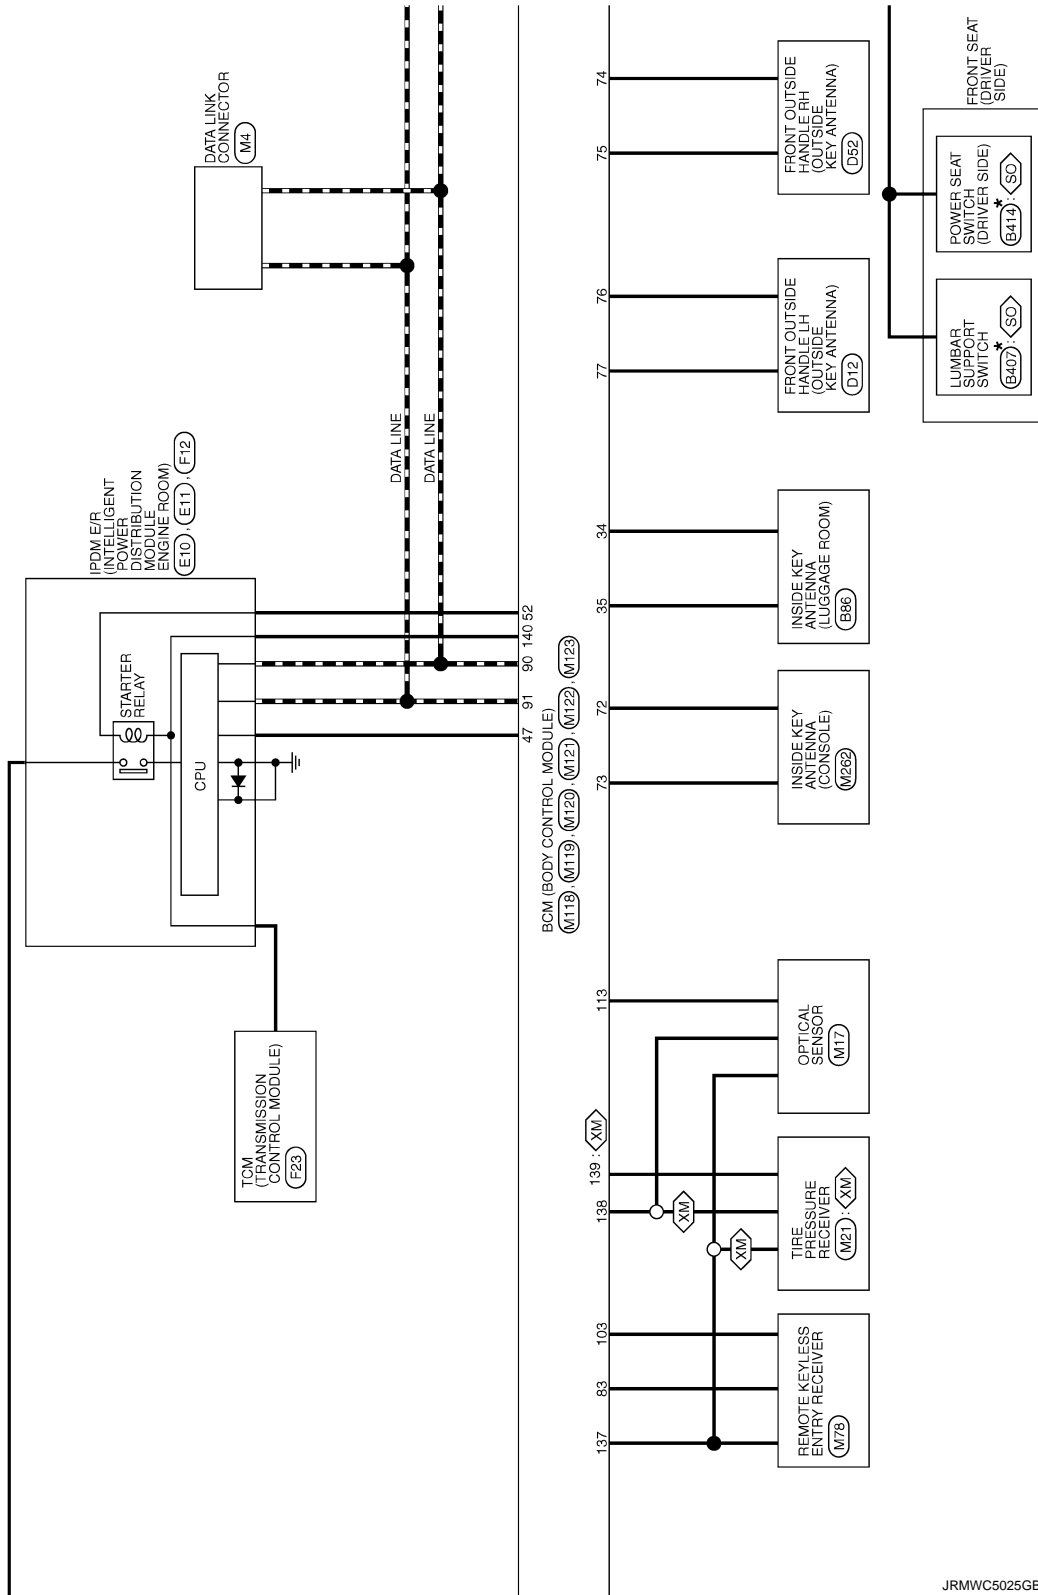 DATA LINK
CONNECTOR
M4
IPDM E/R
(INTELLIGENT
POWER
DISTRIBUTION
MODULE
ENGINE ROOM)
E10 , E11 , F12
STARTER
RELAY
CPU
TCM
(TRANSMISSION
CONTROL MODULE)
F23
DATA LINE
DATA LINE
47
91
90
140
52
BCM (BODY CONTROL MODULE)
M118 , M119 , M120 , M121 , M122 , M123
137
83
103
138
139 : XM
113
73
72
35
34
77
76
75
74
XM
XM
REMOTE KEYLESS
ENTRY RECEIVER
M78
TIRE
PRESSURE
RECEIVER
M21 : XM
OPTICAL
SENSOR
M17
INSIDE KEY
ANTENNA
(CONSOLE)
M262
INSIDE KEY
ANTENNA
(LUGGAGE ROOM)
B86
FRONT OUTSIDE
HANDLE LH
(OUTSIDE
KEY ANTENNA)
D12
FRONT OUTSIDE
HANDLE RH
(OUTSIDE
KEY ANTENNA)
D52
LUMBAR
SUPPORT
SWITCH
B407* : SO
POWER SEAT
SWITCH
(DRIVER SIDE)
B414* : SO
FRONT SEAT
(DRIVER
SIDE)
JRMWC5025GE